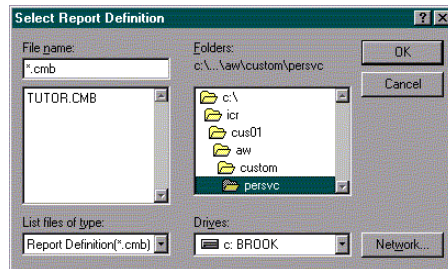 Select Report Definition
File name:
*.cmb
TUTOR.CMB
List files of type:
Report Definition(*.cmb)
Folders:
c:\...\aw\custom\persvc
c:\
icr
cus01
aw
custom
persvc
Drives:
c: BROOK
OK
Cancel
Network...